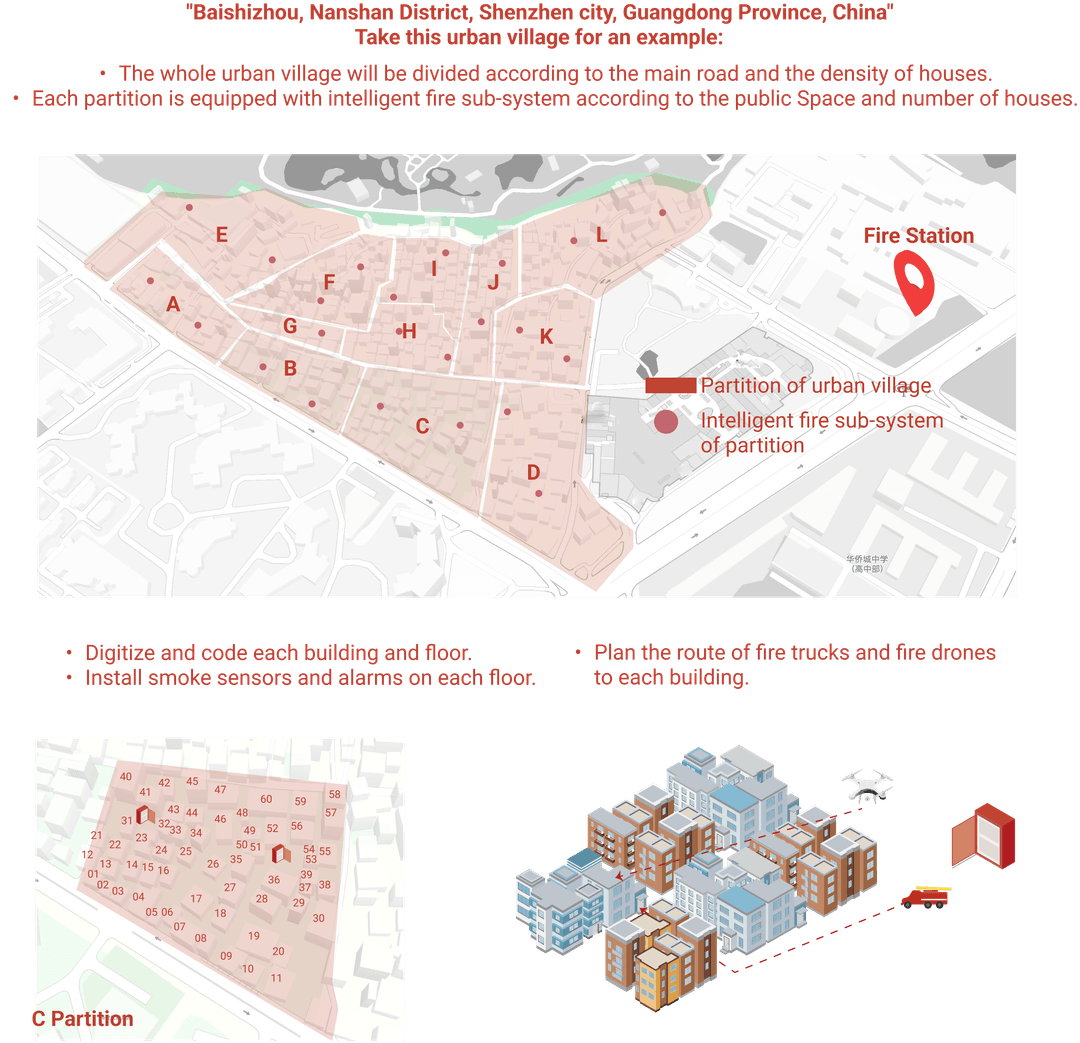 "Baishizhou, Nanshan District, Shenzhen city, Guangdong Province, China"
Take this urban village for an example:
• The whole urban village will be divided according to the main road and the density of houses.
• Each partition is equipped with intelligent fire sub-system according to the public Space and number of houses.
E
L
Fire Station
I
F
J
A
G
H
K
B
Partition of urban village
C
Intelligent fire sub-system
of partition
D
华侨城中学
(高中部)
• Digitize and code each building and floor.
• Install smoke sensors and alarms on each floor.
• Plan the route of fire trucks and fire drones
to each building.
40
42
45
41
47
58
60
59
43
44
48
57
31
32
46
33
34
49
52
56
21
23
22
24
25
50
51
54
55
12
35
53
13
14
15
16
26
39
01
36
37
38
02
03
27
04
17
28
29
05
06
18
30
07
08
19
09
20
10
11
C Partition